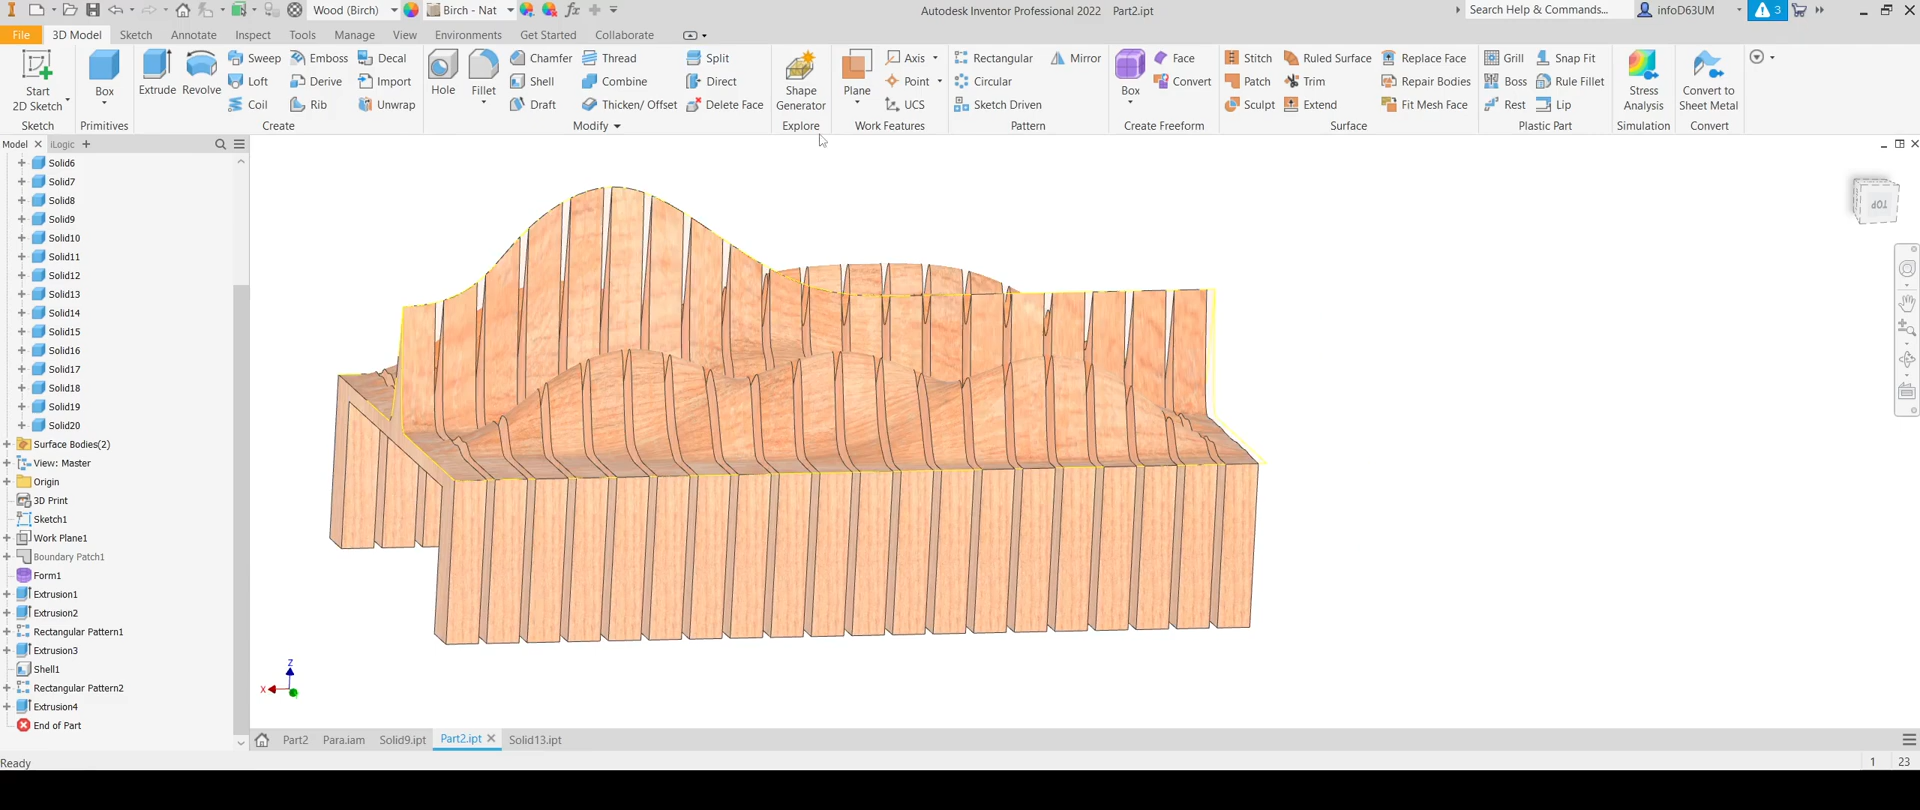 Wood (Birch) Birch - Nat fx Autodesk Inventor Professional 2022 Part2.ipt Search Help & Commands... infoD63UM 3
File 3D Model Sketch Annotate Inspect Tools Manage View Environments Get Started Collaborate
Start
2D Sketch
Sketch
Box
Primitives
Extrude Revolve
Sweep Emboss Decal
Loft Derive Import
Coil Rib Unwrap
Create
Hole Fillet
Chamfer Thread Split
Shell Combine Direct
Draft Thicken/ Offset Delete Face
Modify
Shape
Generator
Explore
Plane
Axis
Point
UCS
Work Features
Rectangular Mirror
Circular
Sketch Driven
Pattern
Box
Face
Convert
Create Freeform
Stitch Ruled Surface Replace Face
Patch Trim Repair Bodies
Sculpt Extend Fit Mesh Face
Surface
Grill Snap Fit
Boss Rule Fillet
Rest Lip
Plastic Part
Stress
Analysis
Simulation
Convert to
Sheet Metal
Convert
Model iLogic
Solid6
Solid7
Solid8
Solid9
Solid10
Solid11
Solid12
Solid13
Solid14
Solid15
Solid16
Solid17
Solid18
Solid19
Solid20
Surface Bodies(2)
View: Master
Origin
3D Print
Sketch1
Work Plane1
Boundary Patch1
Form1
Extrusion1
Extrusion2
Rectangular Pattern1
Extrusion3
Shell1
Rectangular Pattern2
Extrusion4
End of Part
TOP
Z
X
Part2 Para.iam Solid9.ipt Part2.ipt Solid13.ipt
Ready 1 23